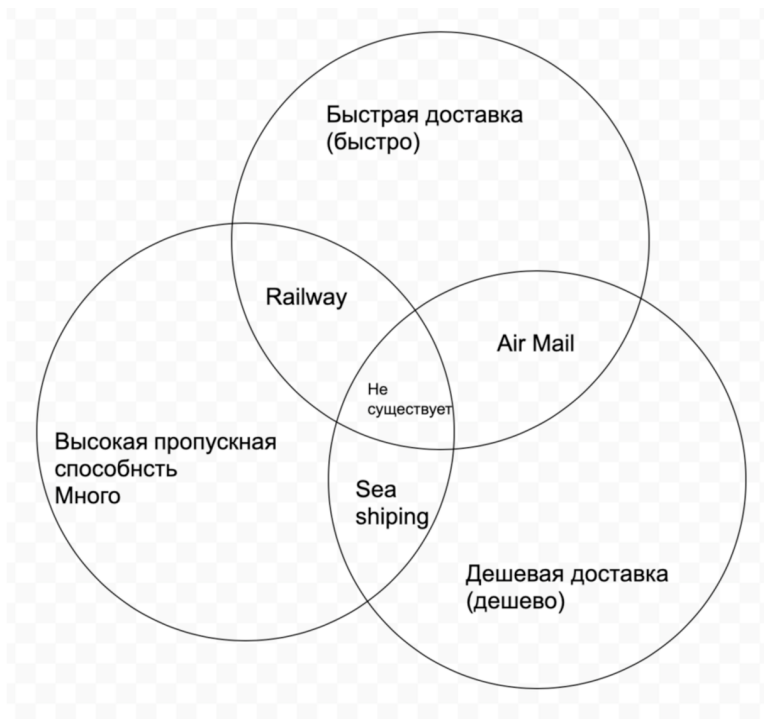 Быстрая доставка
(быстро)
Railway
Air Mail
Не
существует
Высокая пропускная
способнсть
Много
Sea
shiping
Дешевая доставка
(дешево)